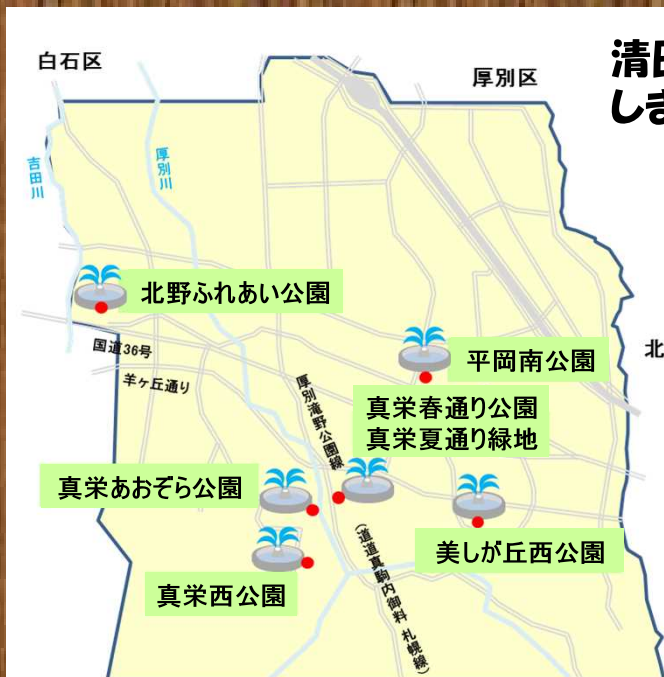 白石区
厚別区
清田
しま
吉田川
厚別川
北野ふれあい公園
国道36号
羊ヶ丘通り
平岡南公園
北
厚別滝野公園線
真栄春通り公園
真栄夏通り緑地
真栄あおぞら公園
美しが丘西公園
真栄西公園
(道道真駒内御料札幌線)